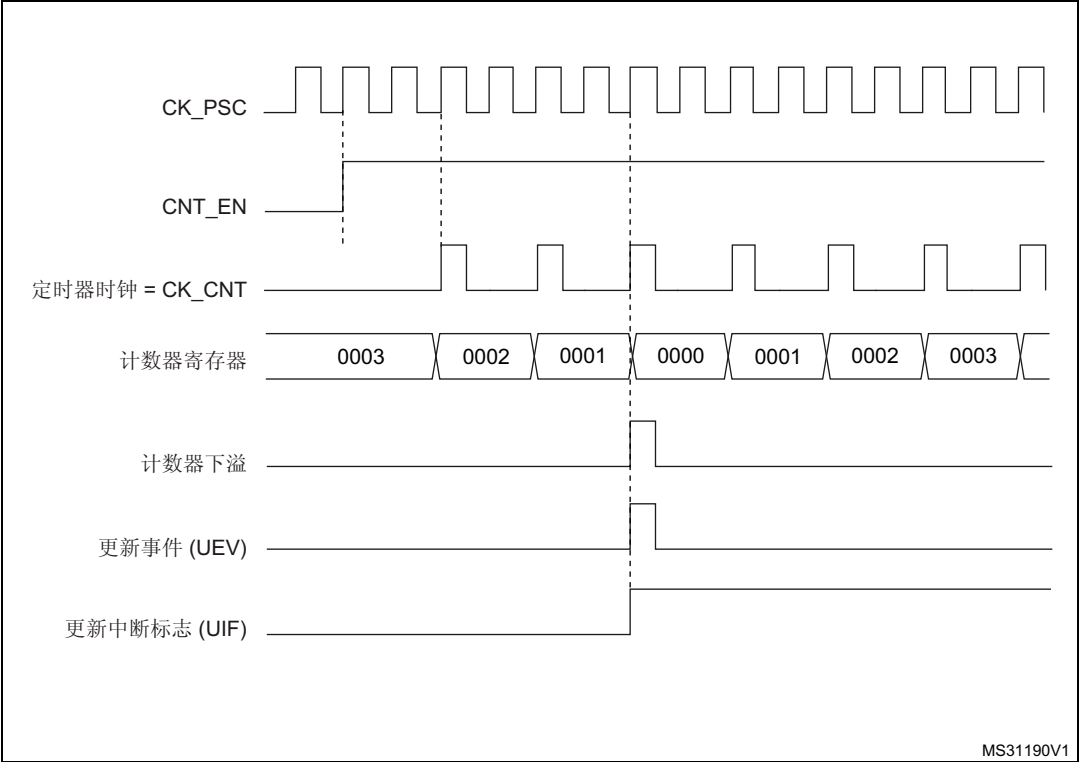 CK_PSC
CNT_EN
定时器时钟 = CK_CNT
计数器寄存器 0003 0002 0001 0000 0001 0002 0003
计数器下溢
更新事件 (UEV)
更新中断标志 (UIF)
MS31190V1